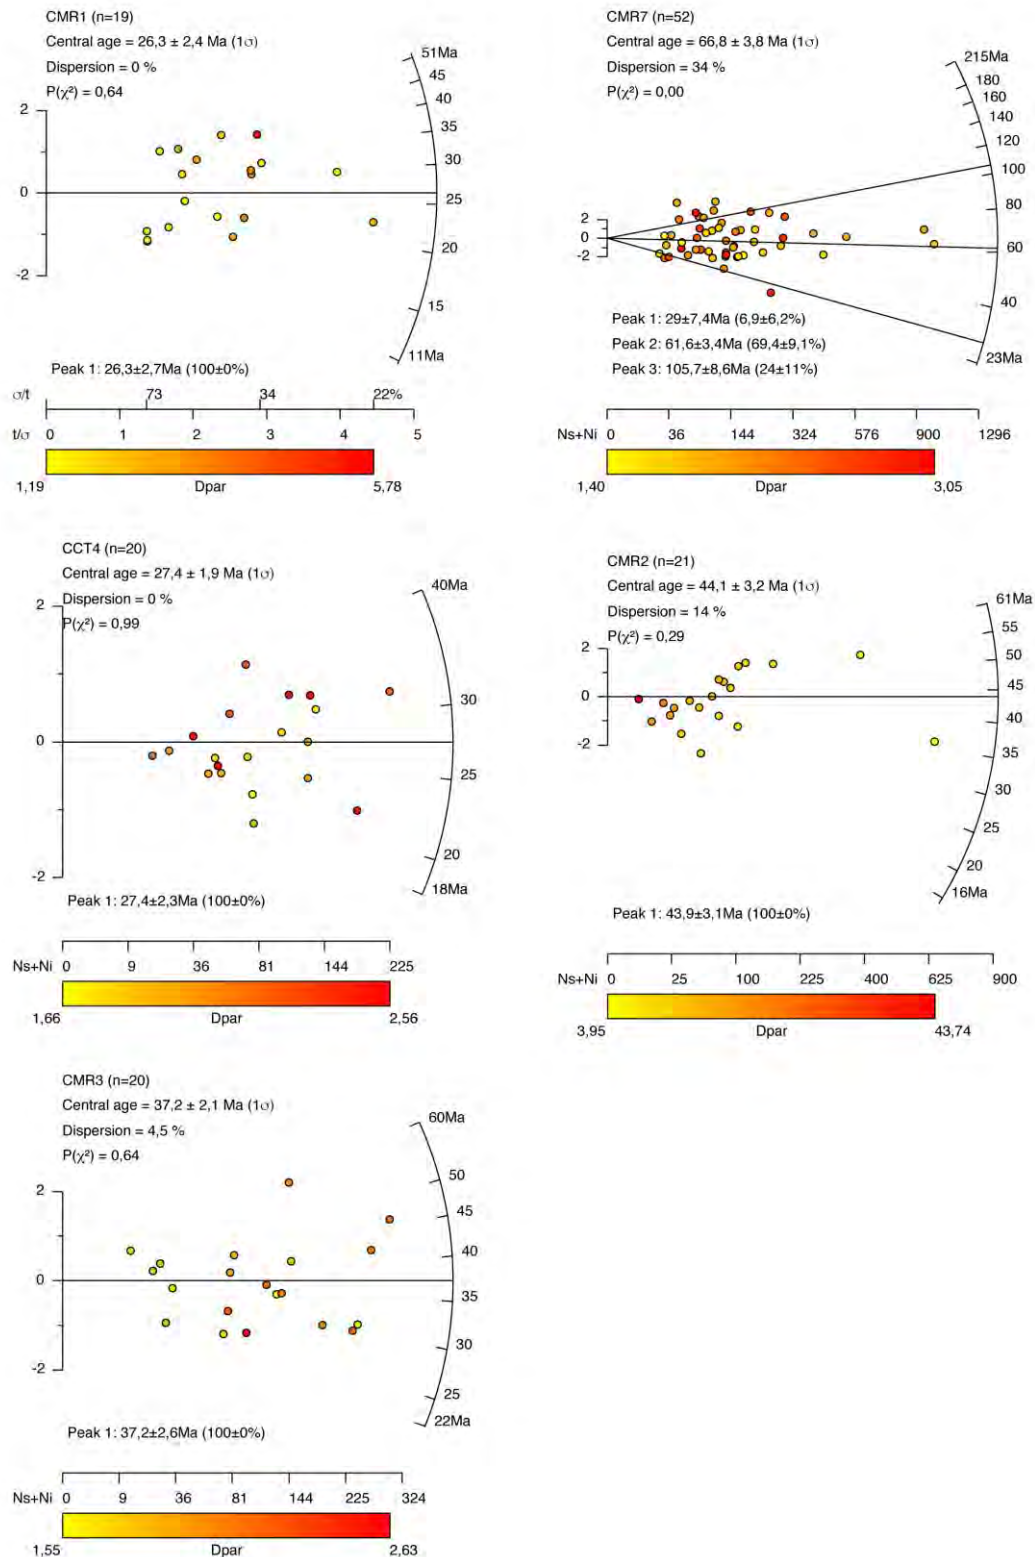 CMR1 (n=19)
Central age = 26,3 ± 2,4 Ma (1σ)
Dispersion = 0 %
P(χ²) = 0,64
2
0
-2
51Ma
45
40
35
30
25
20
15
11Ma
Peak 1: 26,3±2,7Ma (100±0%)
σ/t 73 34 22%
t/σ 0 1 2 3 4 5
1,19 Dpar 5,78
CMR7 (n=52)
Central age = 66,8 ± 3,8 Ma (1σ)
Dispersion = 34 %
P(χ²) = 0,00
2
0
-2
215Ma
180
160
140
120
100
80
60
40
23Ma
Peak 1: 29±7,4Ma (6,9±6,2%)
Peak 2: 61,6±3,4Ma (69,4±9,1%)
Peak 3: 105,7±8,6Ma (24±11%)
Ns+Ni 0 36 144 324 576 900 1296
1,40 Dpar 3,05
CCT4 (n=20)
Central age = 27,4 ± 1,9 Ma (1σ)
Dispersion = 0 %
P(χ²) = 0,99
2
0
-2
40Ma
30
25
20
18Ma
Peak 1: 27,4±2,3Ma (100±0%)
Ns+Ni 0 9 36 81 144 225
1,66 Dpar 2,56
CMR2 (n=21)
Central age = 44,1 ± 3,2 Ma (1σ)
Dispersion = 14 %
P(χ²) = 0,29
2
0
-2
61Ma
55
50
45
40
35
30
25
20
16Ma
Peak 1: 43,9±3,1Ma (100±0%)
Ns+Ni 0 25 100 225 400 625 900
3,95 Dpar 43,74
CMR3 (n=20)
Central age = 37,2 ± 2,1 Ma (1σ)
Dispersion = 4,5 %
P(χ²) = 0,64
2
0
-2
60Ma
50
45
40
35
30
25
22Ma
Peak 1: 37,2±2,6Ma (100±0%)
Ns+Ni 0 9 36 81 144 225 324
1,55 Dpar 2,63